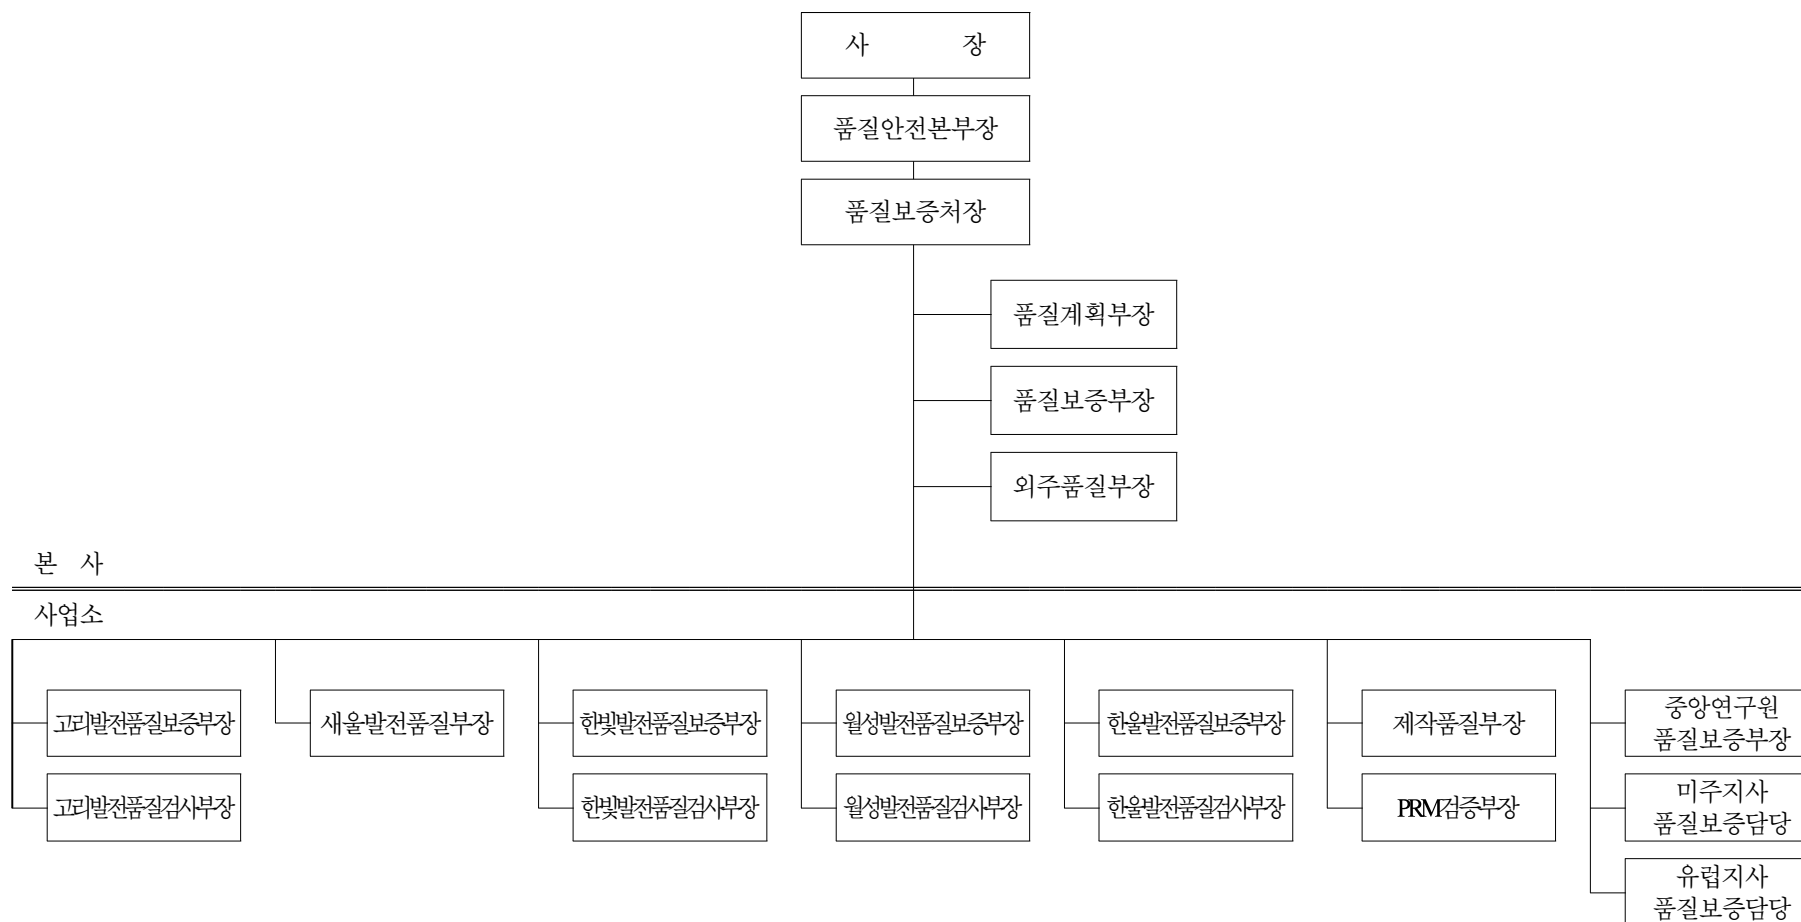 사 장
품질안전본부장
품질보증처장
품질계획부장
품질보증부장
외주품질부장
본 사
사업소
고리발전품질보증부장
고리발전품질검사부장
새울발전품질부장
한빛발전품질보증부장
한빛발전품질검사부장
월성발전품질보증부장
월성발전품질검사부장
한울발전품질보증부장
한울발전품질검사부장
제작품질부장
PRM검증부장
중앙연구원
품질보증부장
미주지사
품질보증담당
유럽지사
품질보증담당